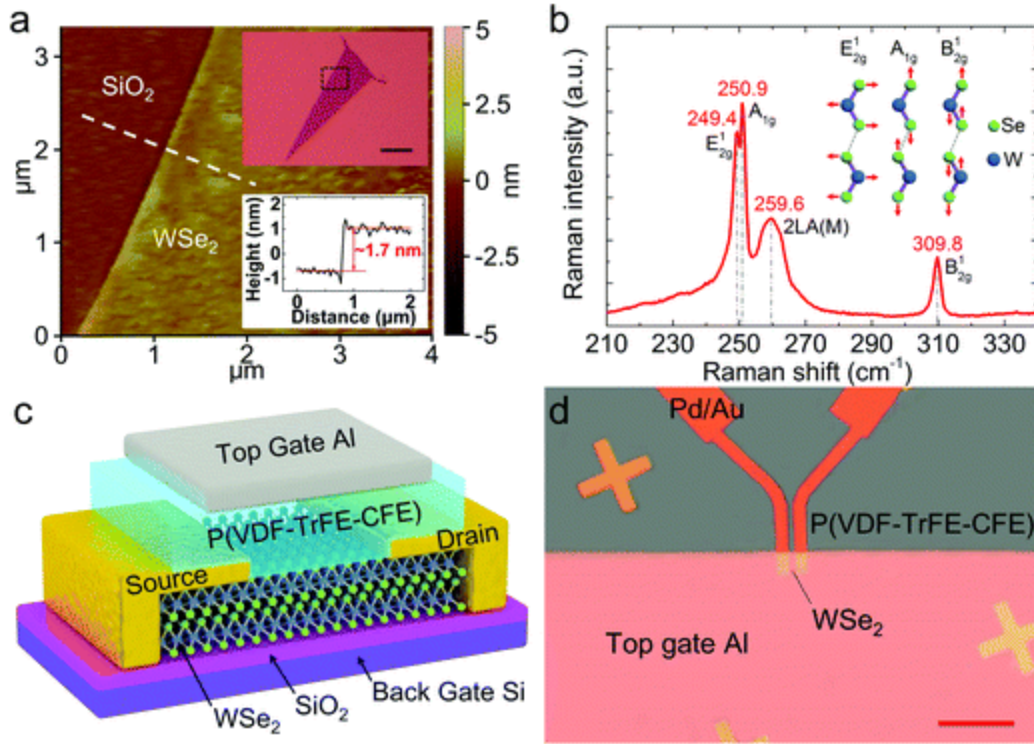 a
3
2
1
0
μm
0
1
2
3
4
μm
SiO₂
WSe₂
5
2.5
0
-2.5
-5
nm
2
1
0
-1
Height (nm)
~1.7 nm
0
1
2
Distance (μm)
b
Raman intensity (a.u.)
249.4
E¹2g
250.9
A1g
259.6
2LA(M)
309.8
B¹2g
E¹2g A1g B¹2g
Se
W
210 230 250 270 290 310 330
Raman shift (cm⁻¹)
c
Top Gate Al
P(VDF-TrFE-CFE)
Source
Drain
WSe₂
SiO₂
Back Gate Si
d
Pd/Au
P(VDF-TrFE-CFE)
WSe₂
Top gate Al